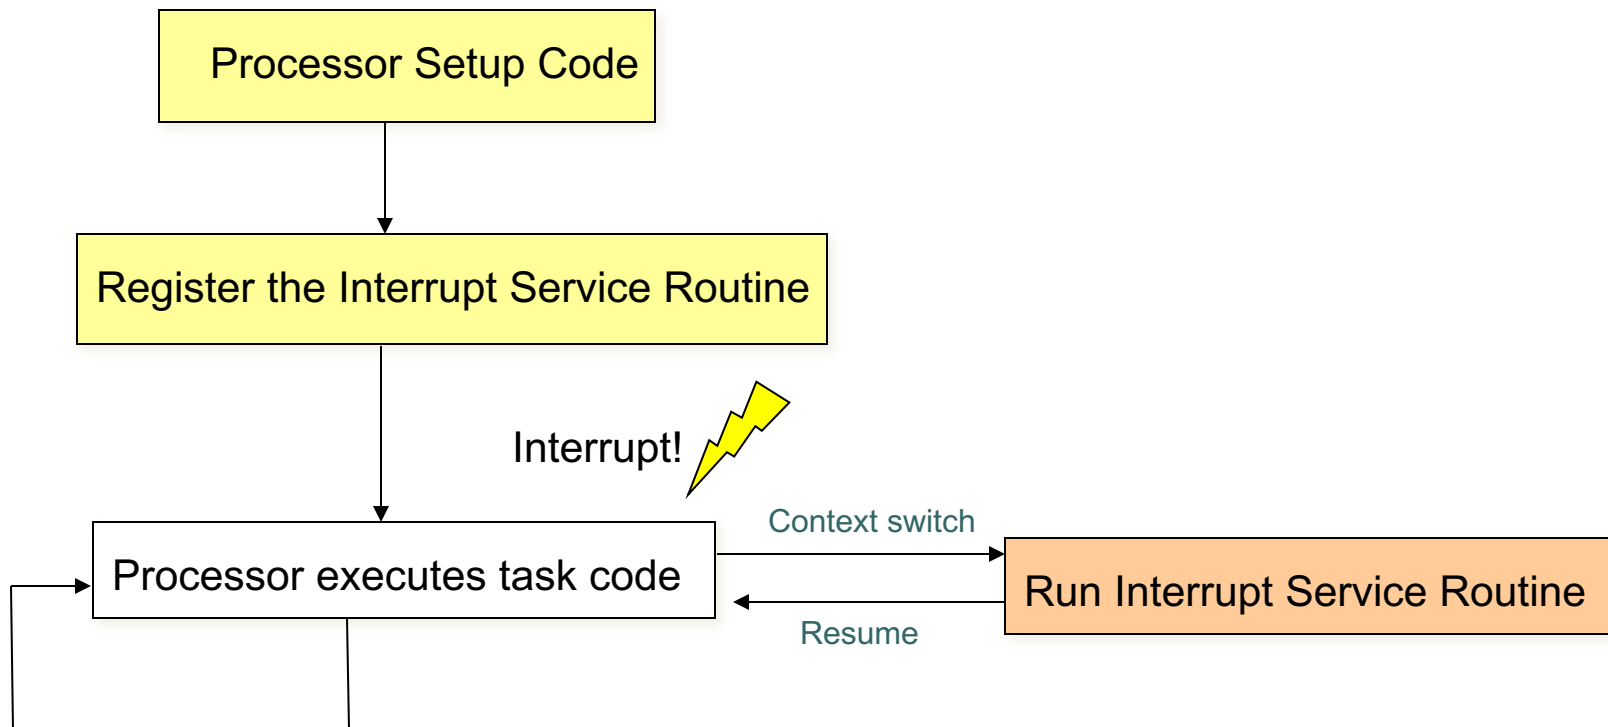 Processor Setup Code
Register the Interrupt Service Routine
Interrupt!
Context switch
Processor executes task code
Run Interrupt Service Routine
Resume